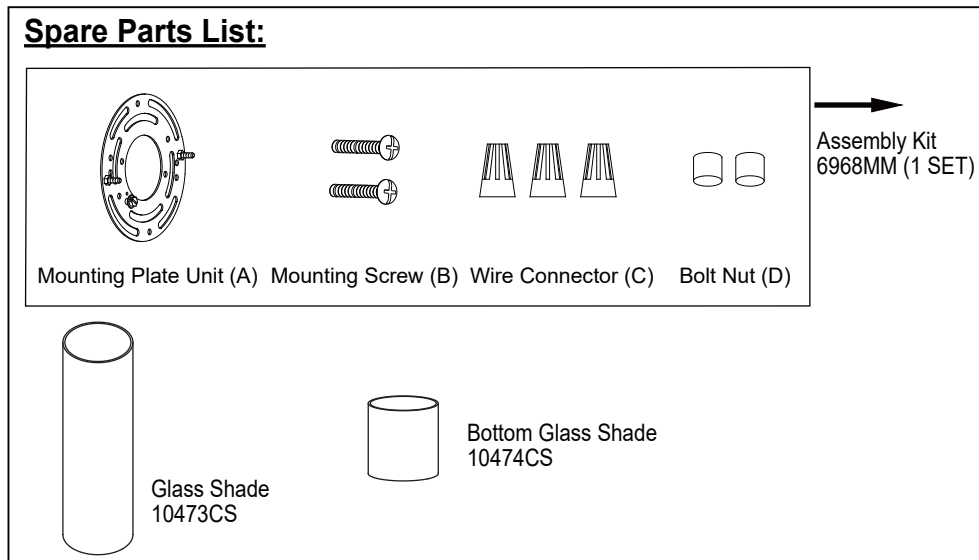 Spare Parts List:
Assembly Kit
6968MM (1 SET)
Mounting Plate Unit (A) Mounting Screw (B) Wire Connector (C) Bolt Nut (D)
Bottom Glass Shade
10474CS
Glass Shade
10473CS